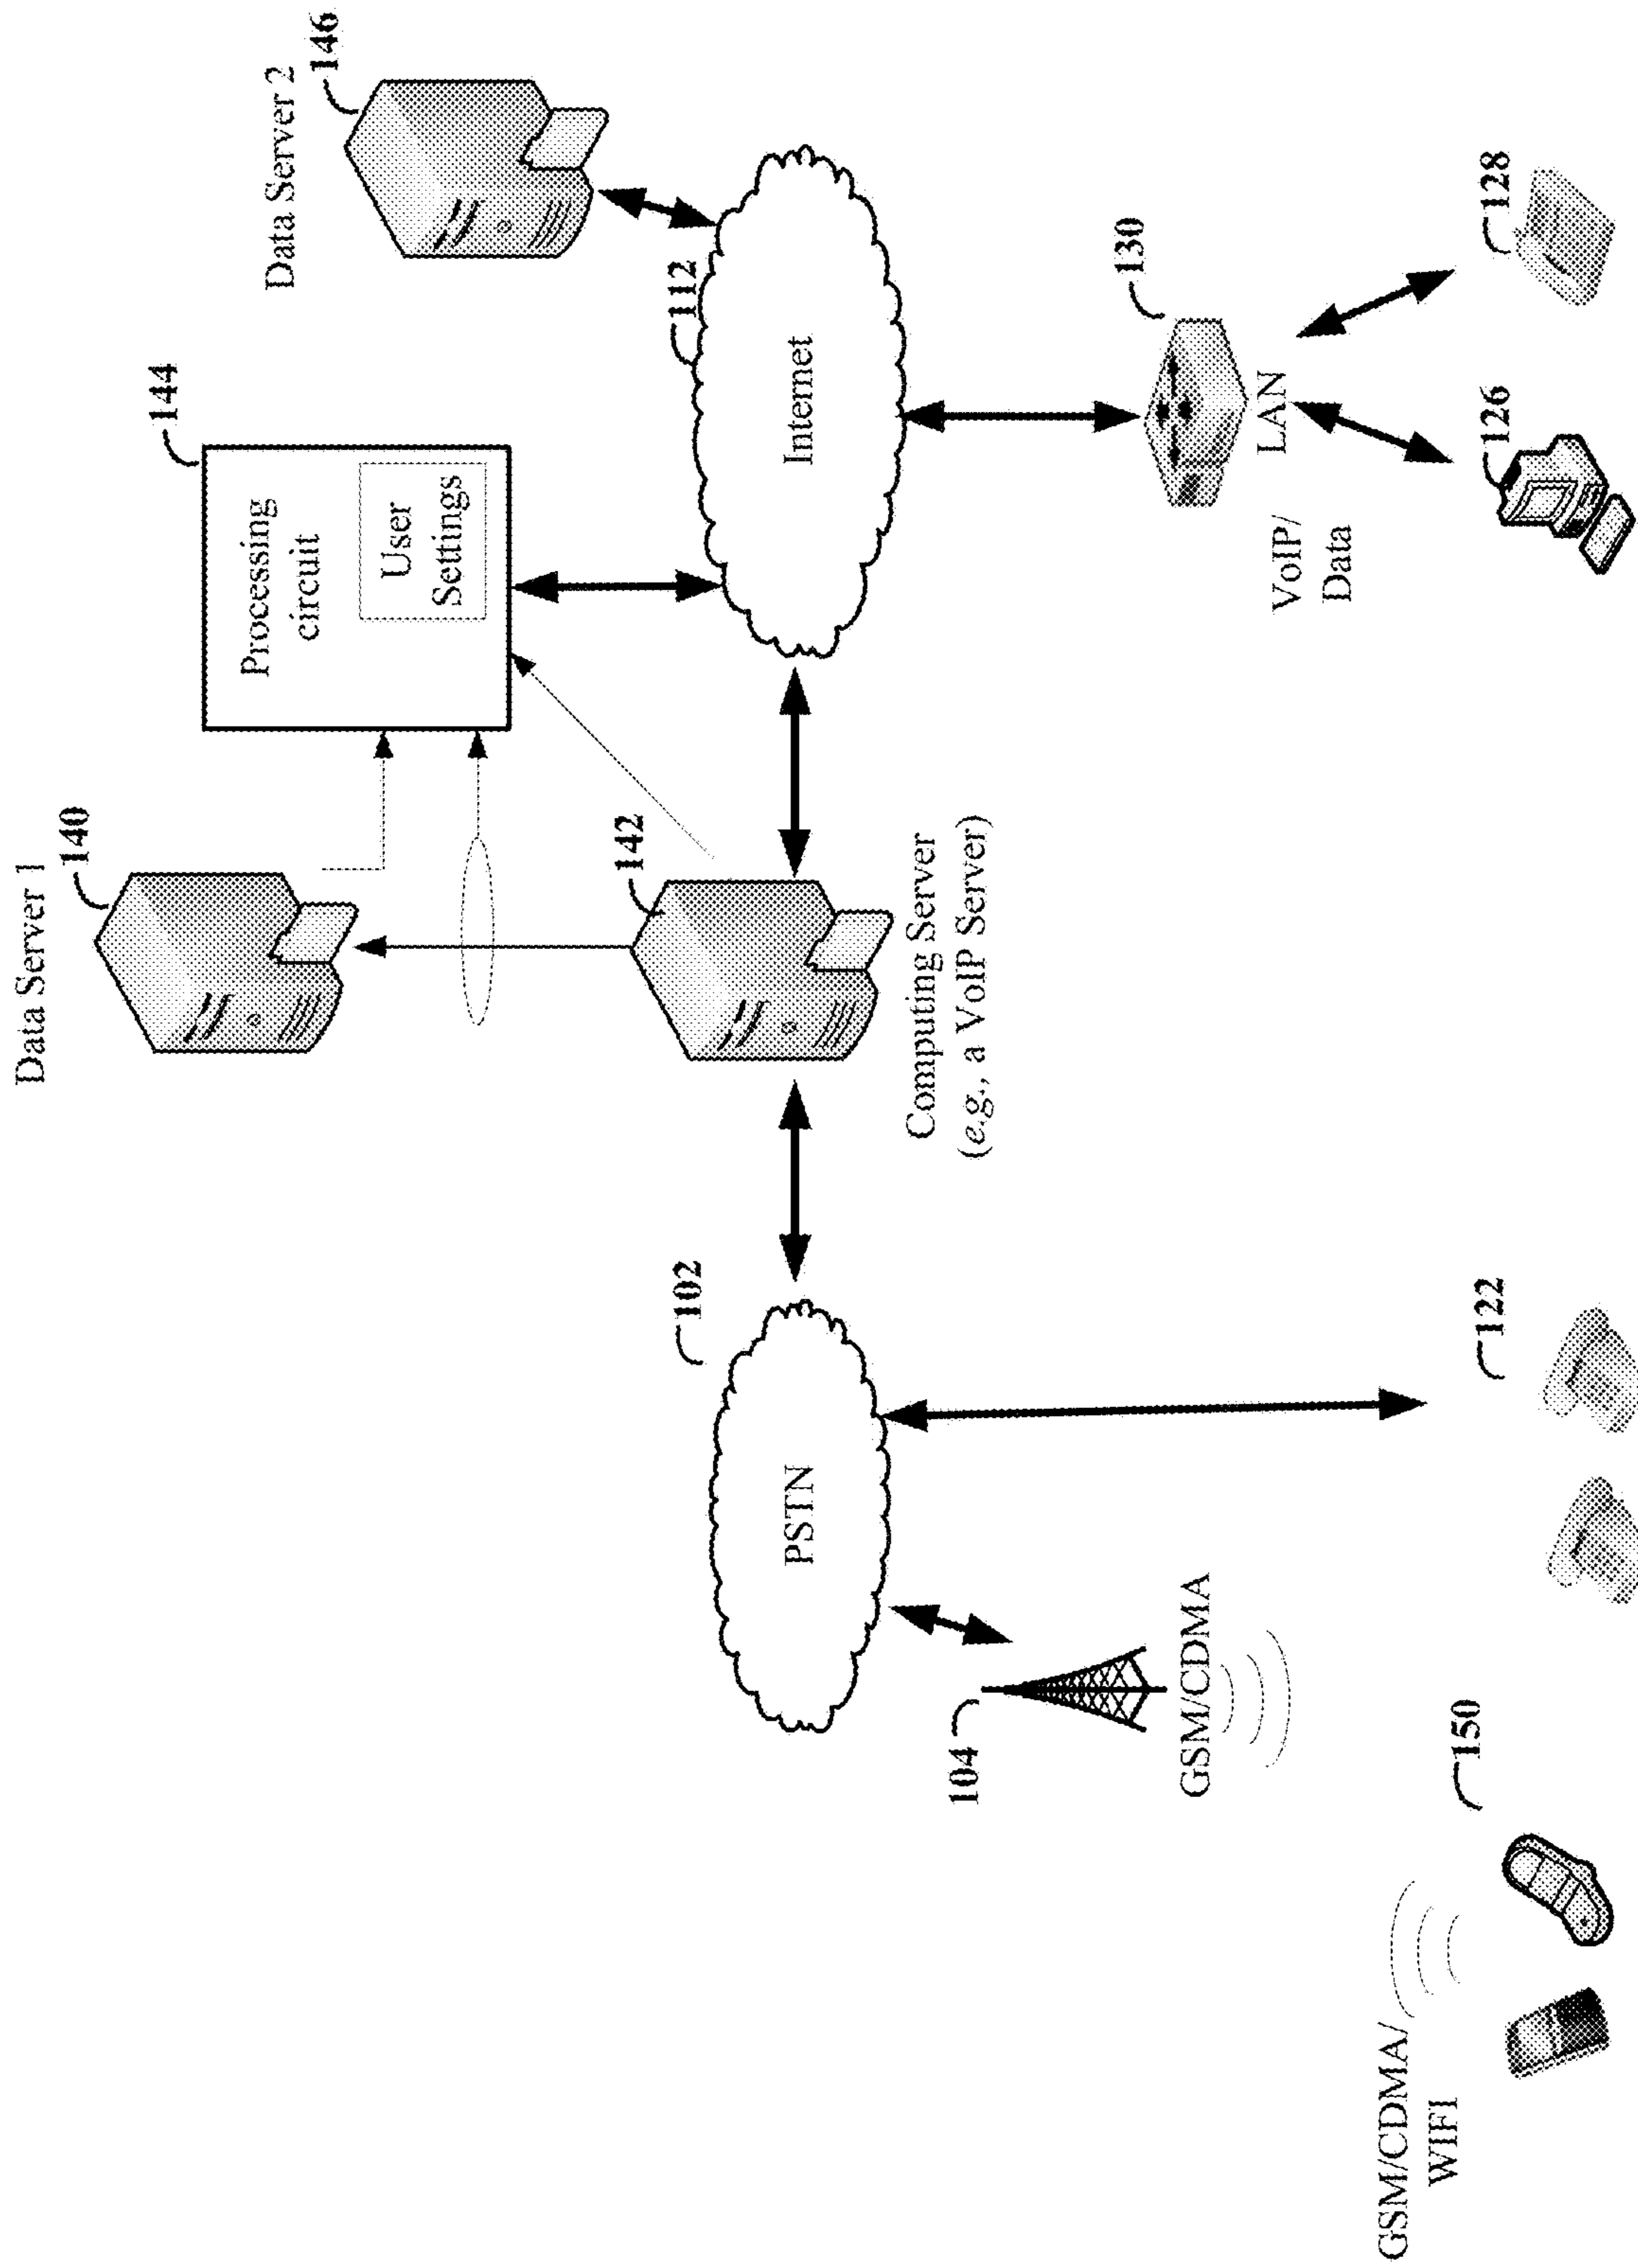 Data Server 1
140
144
Processing
circuit
User
Settings
Data Server 2
146
142
Computing Server
(e.g., a VoIP Server)
112
Internet
102
PSTN
104
GSM/CDMA
130
LAN
VoIP/
Data
GSM/CDMA/
WIFI
150
122
126
128